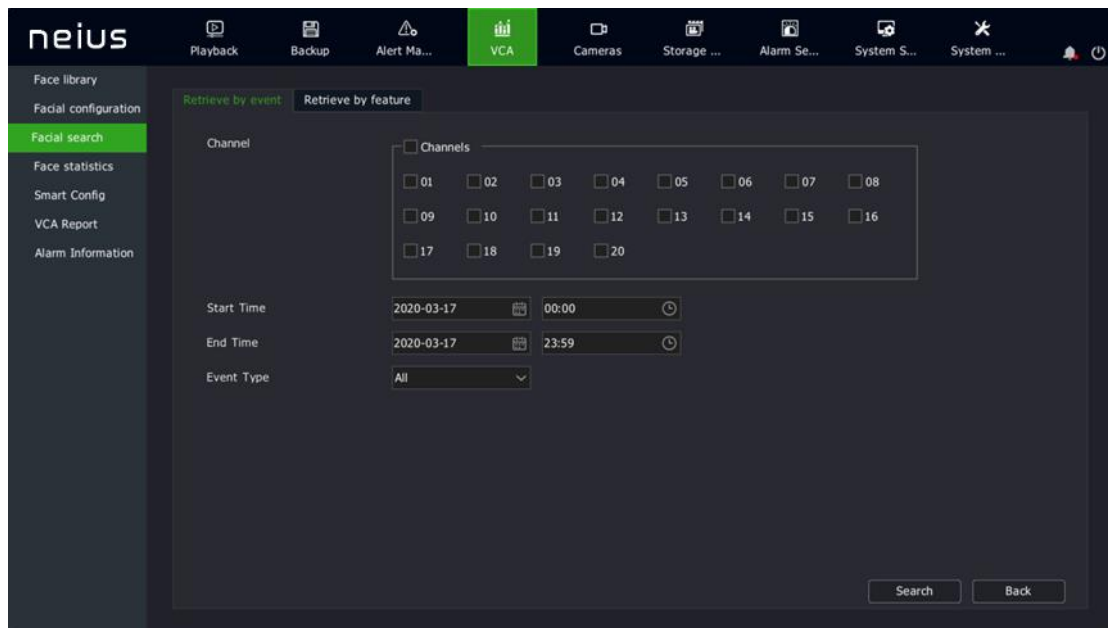 neius
Playback Backup Alert Ma... VCA Cameras Storage ... Alarm Se... System S... System ...
Face library
Facial configuration
Facial search
Face statistics
Smart Config
VCA Report
Alarm Information
Retrieve by event Retrieve by feature
Channel
Channels
01 02 03 04 05 06 07 08
09 10 11 12 13 14 15 16
17 18 19 20
Start Time 2020-03-17 00:00
End Time 2020-03-17 23:59
Event Type All
Search Back